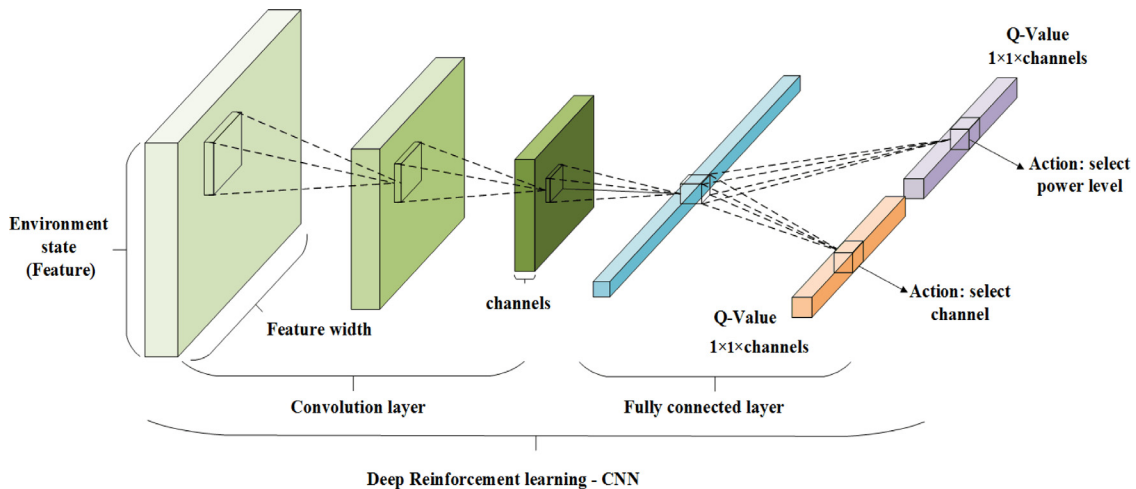 Q-Value
1×1×channels
Action: select
power level
Environment
state
(Feature)
Feature width
channels
Action: select
channel
Q-Value
1×1×channels
Convolution layer
Fully connected layer
Deep Reinforcement learning - CNN